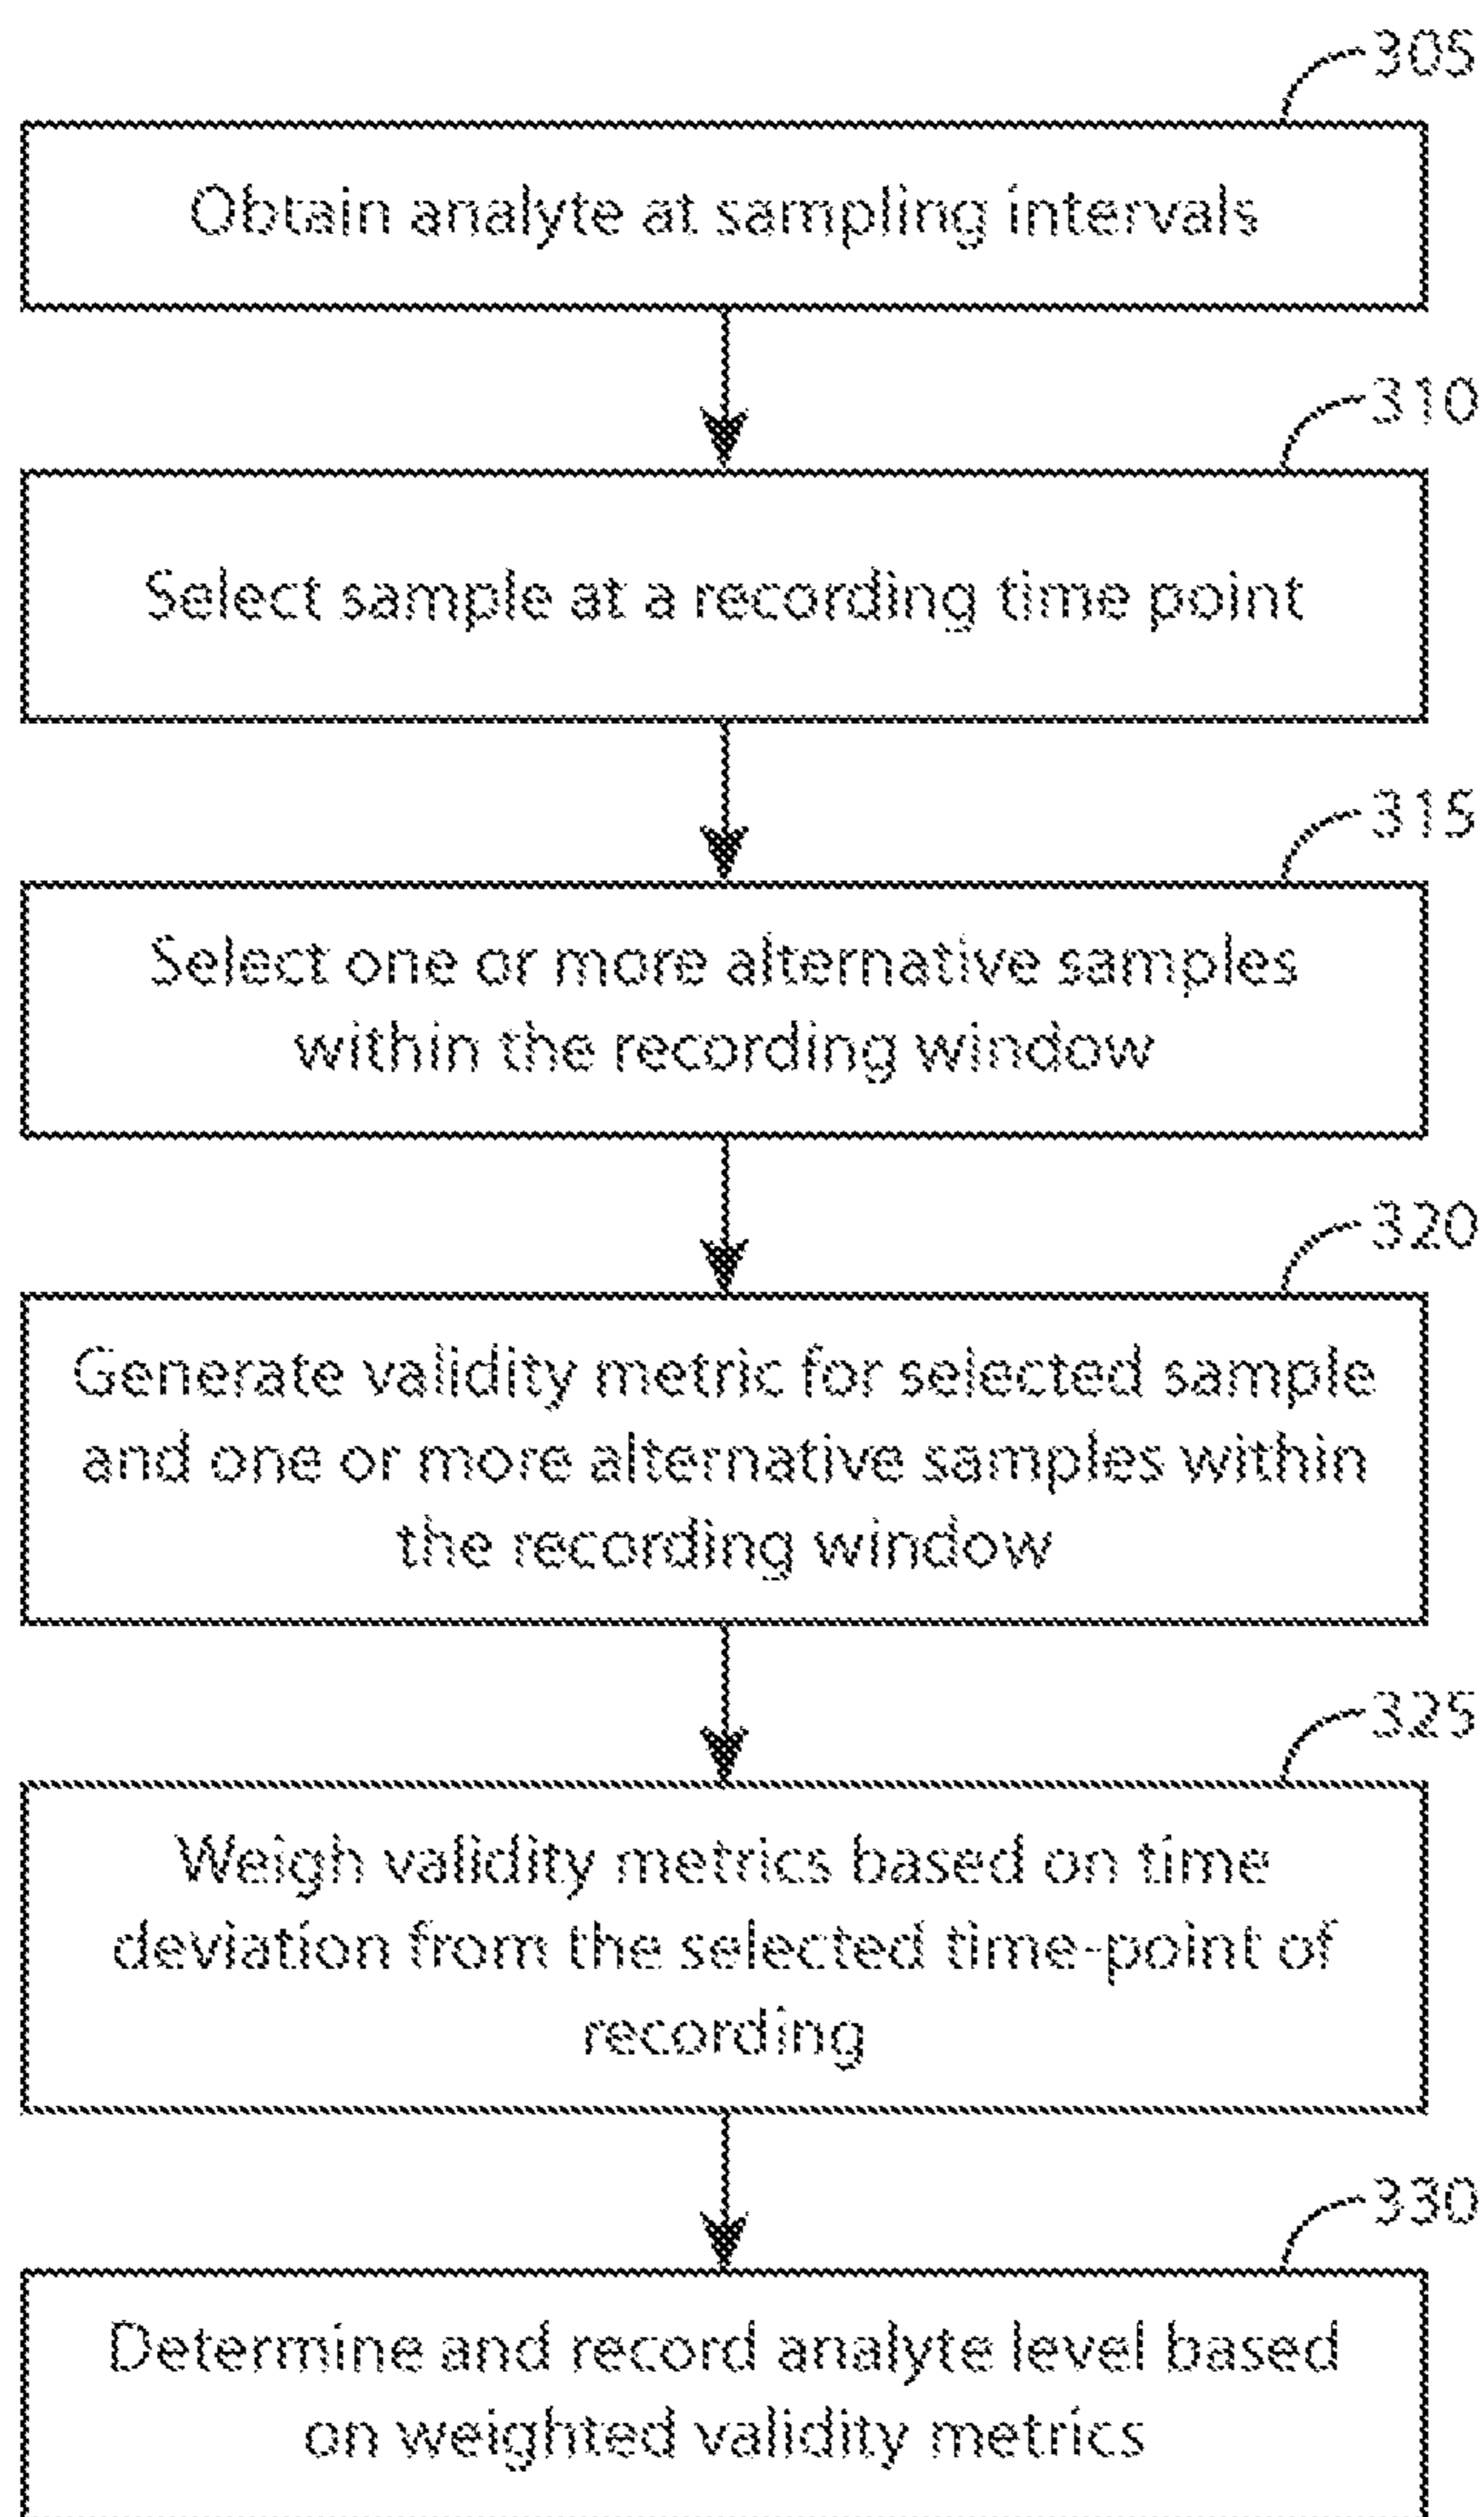 305
Obtain analyte at sampling intervals
310
Select sample at a recording time point
315
Select one or more alternative samples
within the recording window
320
Generate validity metric for selected sample
and one or more alternative samples within
the recording window
325
Weigh validity metrics based on time
deviation from the selected time-point of
recording
330
Determine and record analyte level based
on weighted validity metrics